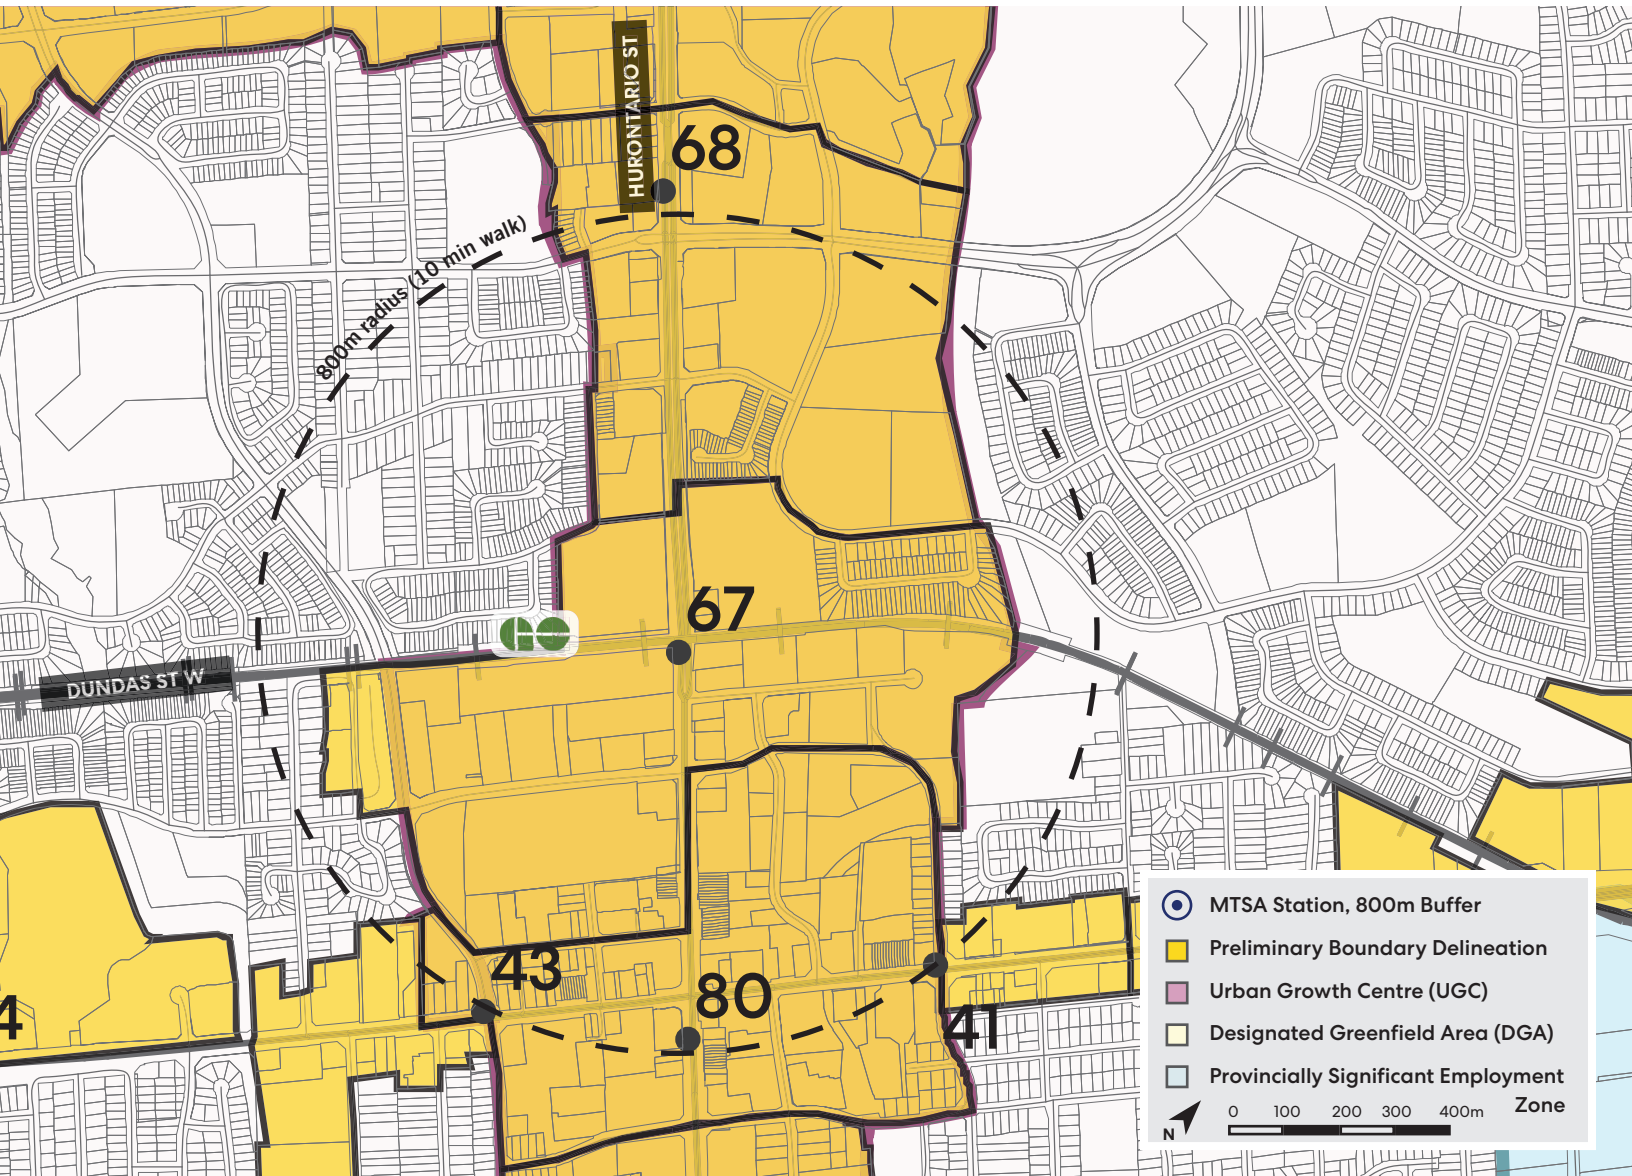 HURONTARIO ST
68
800m radius (10 min walk)
67
GO
DUNDAS ST W
43
80
41
4
MTSA Station, 800m Buffer
Preliminary Boundary Delineation
Urban Growth Centre (UGC)
Designated Greenfield Area (DGA)
Provincially Significant Employment
Zone
0 100 200 300 400m
N